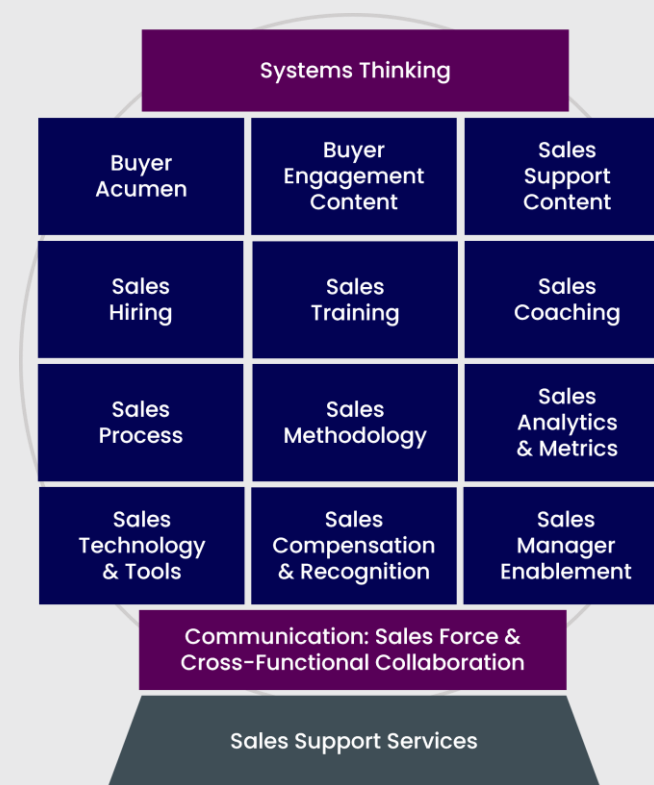 Systems Thinking
Buyer
Acumen
Buyer
Engagement
Content
Sales
Support
Content
Sales
Hiring
Sales
Training
Sales
Coaching
Sales
Process
Sales
Methodology
Sales
Analytics
& Metrics
Sales
Technology
& Tools
Sales
Compensation
& Recognition
Sales
Manager
Enablement
Communication: Sales Force &
Cross-Functional Collaboration
Sales Support Services